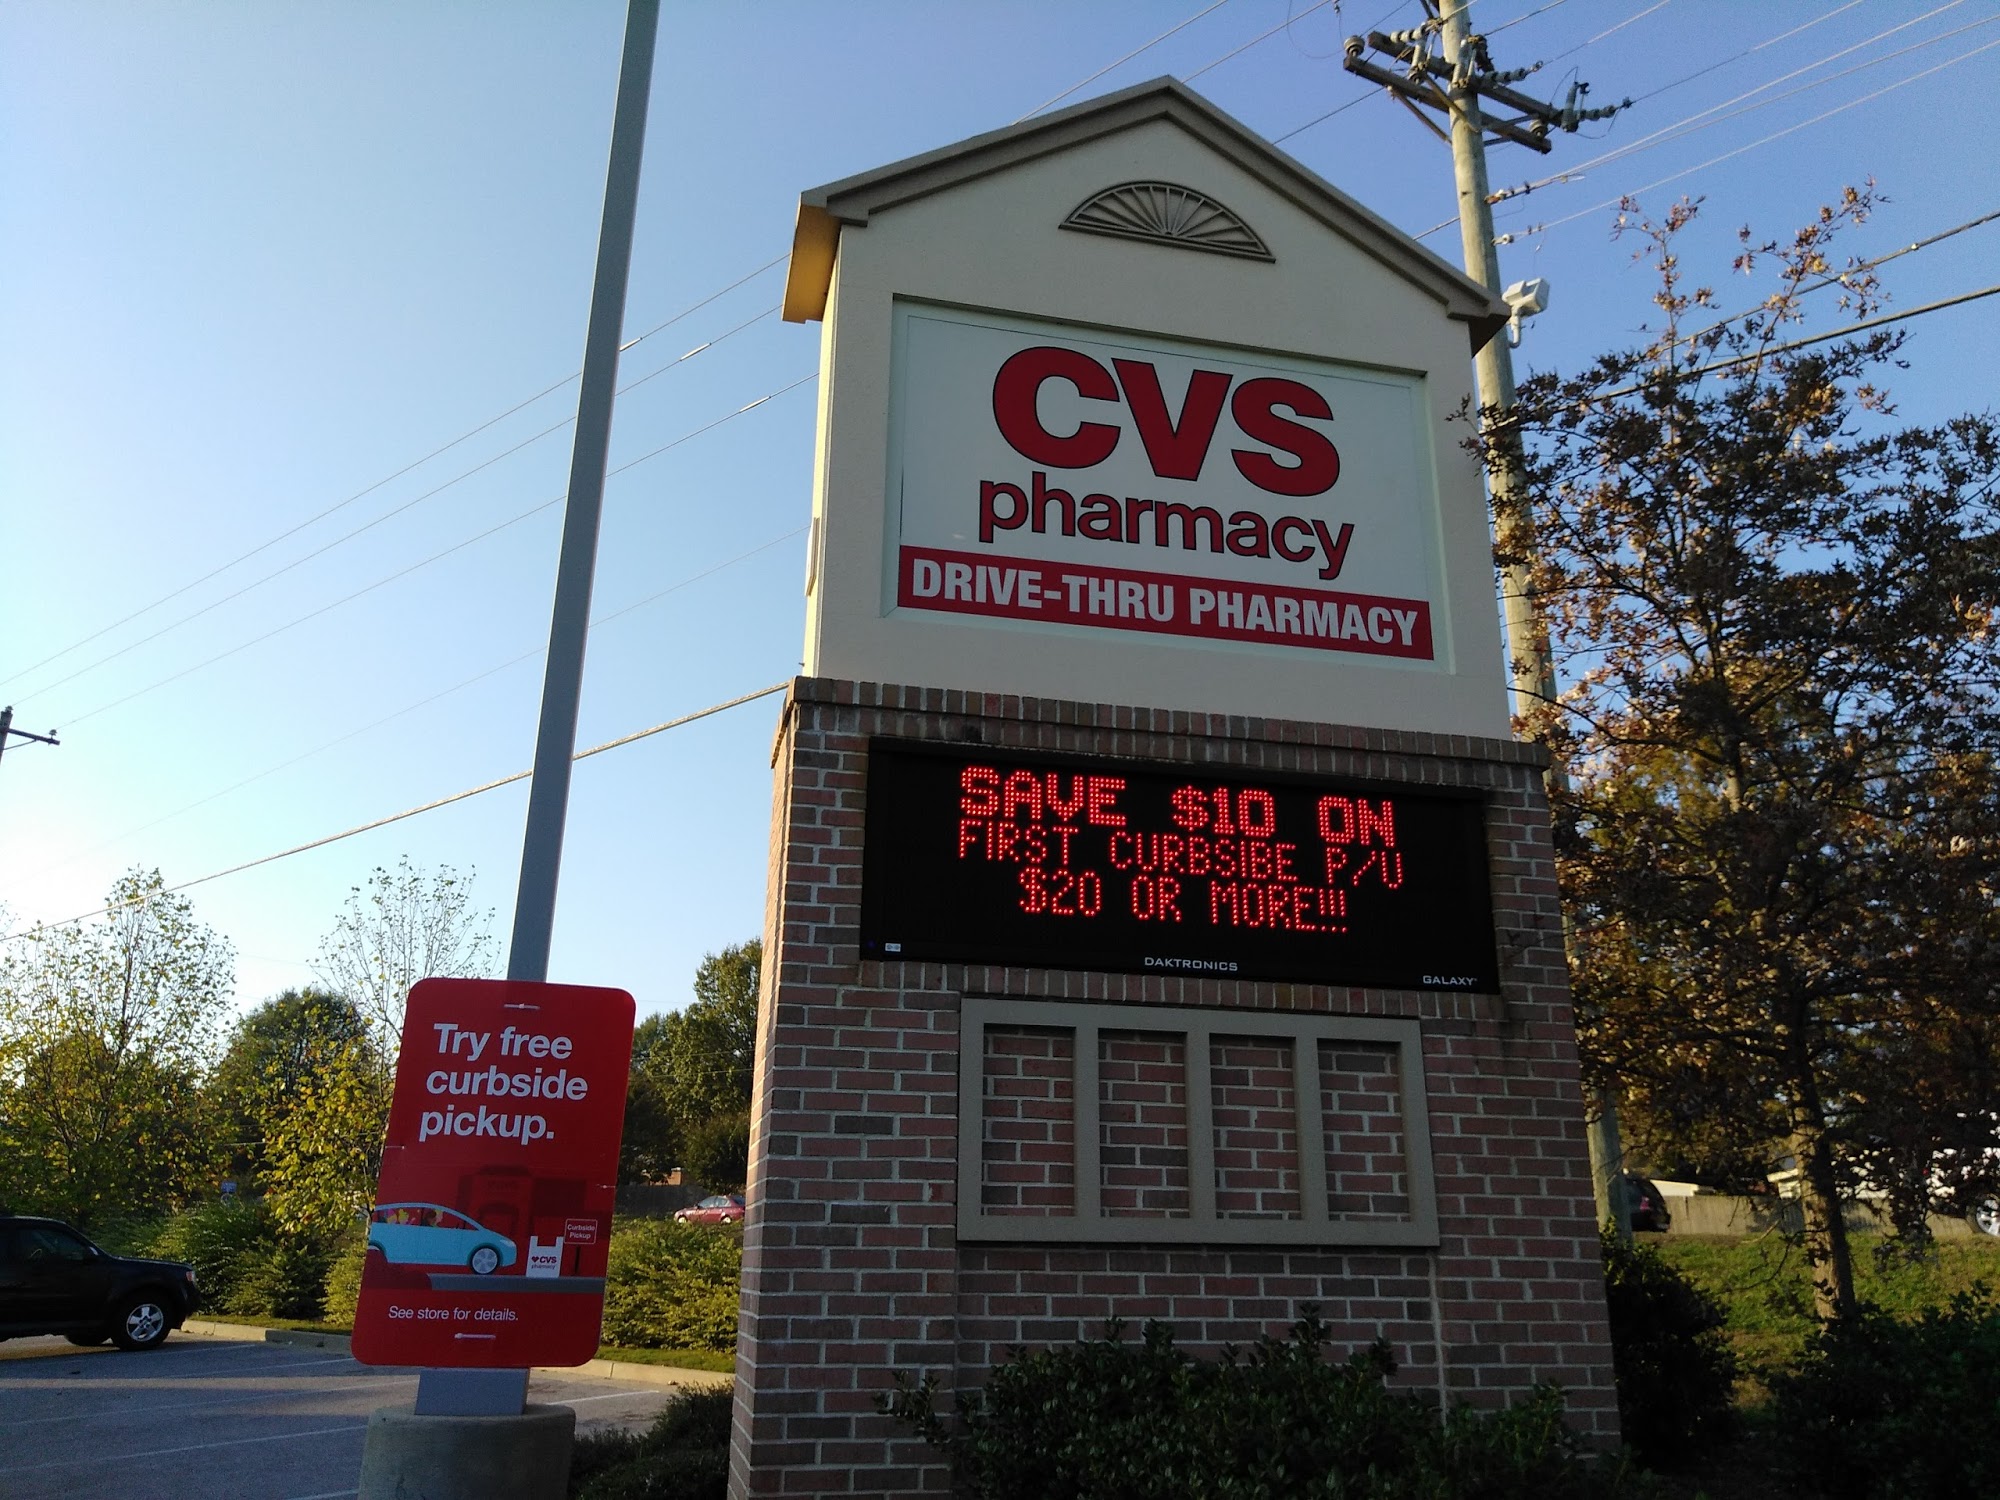 CVS
pharmacy
DRIVE-THRU PHARMACY
SAVE $10 ON
FIRST CURBSIBE P/U
$20 OR MORE!!!
DAKTRONICS
GALAXY
Try free
curbside
pickup.
Curbside
Pickup
CVS
pharmacy
See store for details.